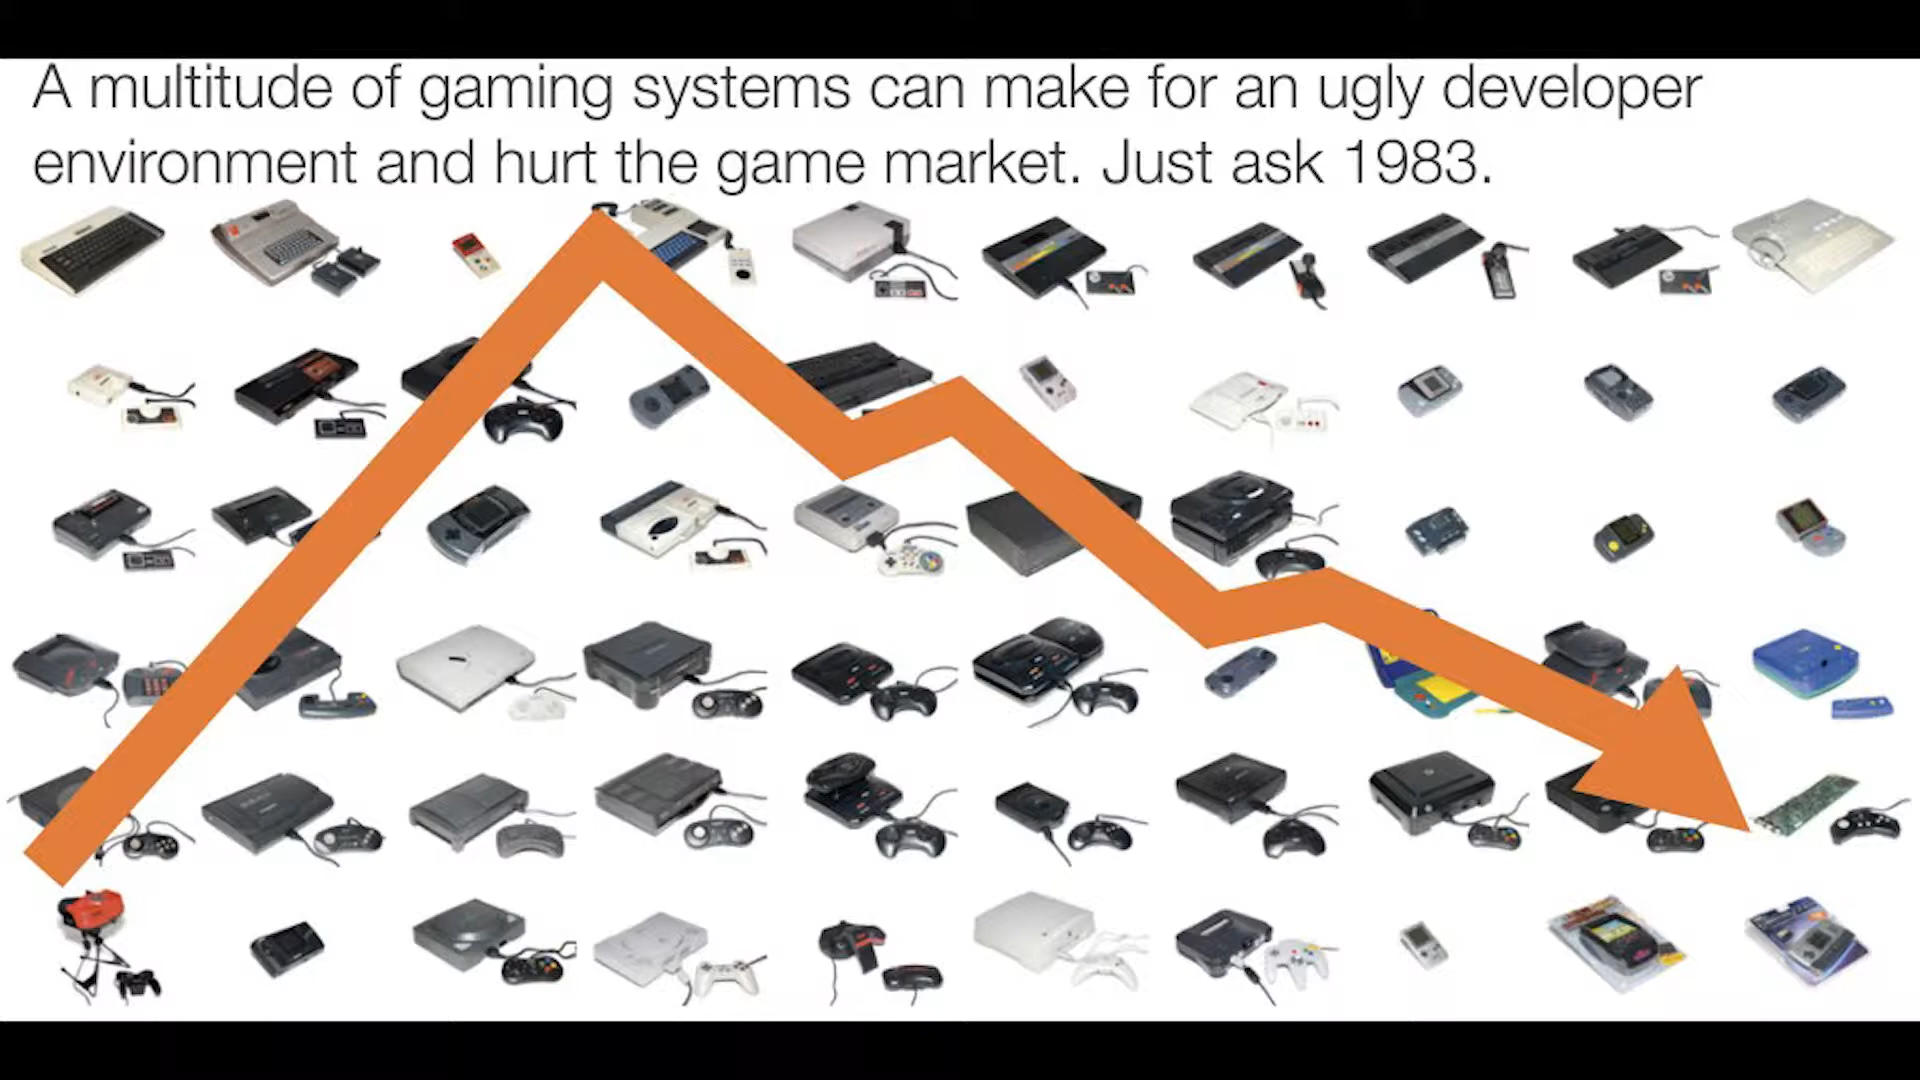 A multitude of gaming systems can make for an ugly developer
environment and hurt the game market. Just ask 1983.